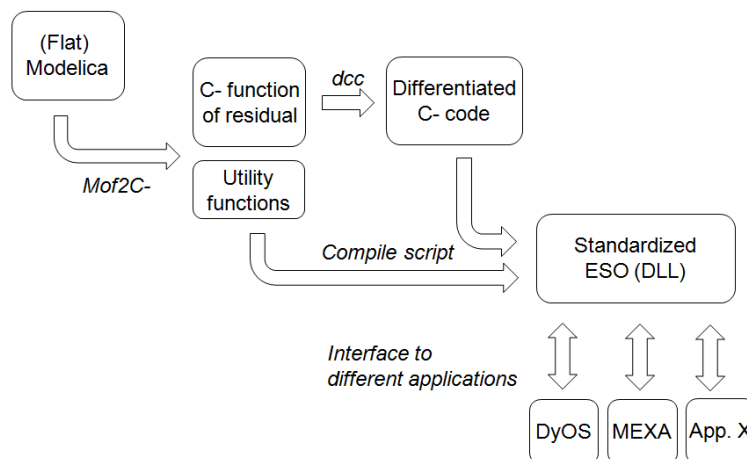 (Flat)
Modelica
C- function
of residual
dcc
Differentiated
C- code
Mof2C-
Utility
functions
Compile script
Standardized
ESO (DLL)
Interface to
different applications
DyOS
MEXA
App. X